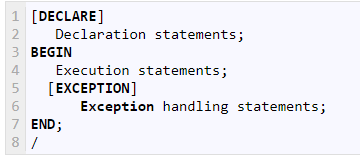 1 [DECLARE]
2    Declaration statements;
3 BEGIN
4    Execution statements;
5   [EXCEPTION]
6       Exception handling statements;
7 END;
8 /